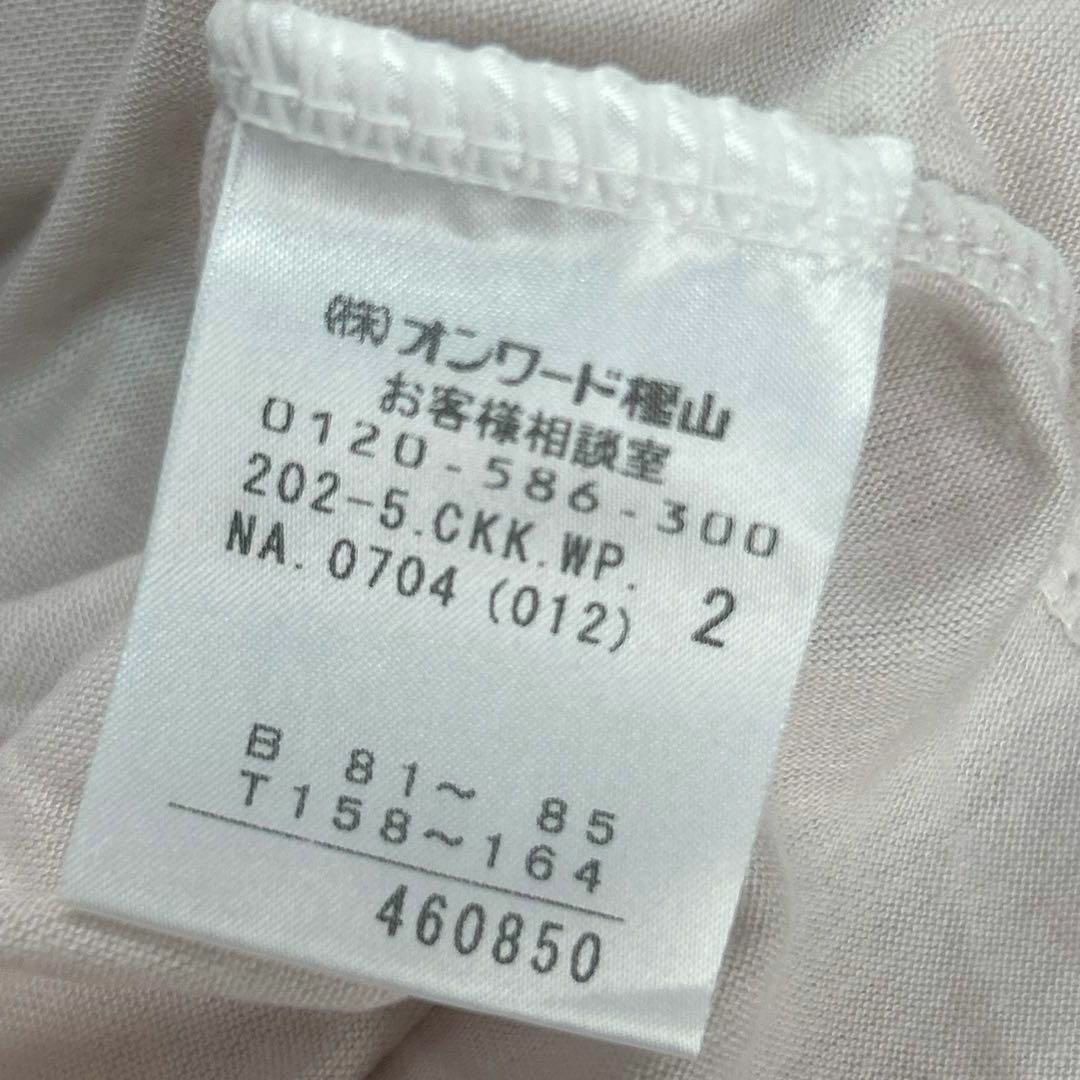 (株)オンワード樫山
お客様相談室
0120-586-300
202-5.CKK.WP.
NA.0704(012) 2
B 81~ 85
T158~164
460850